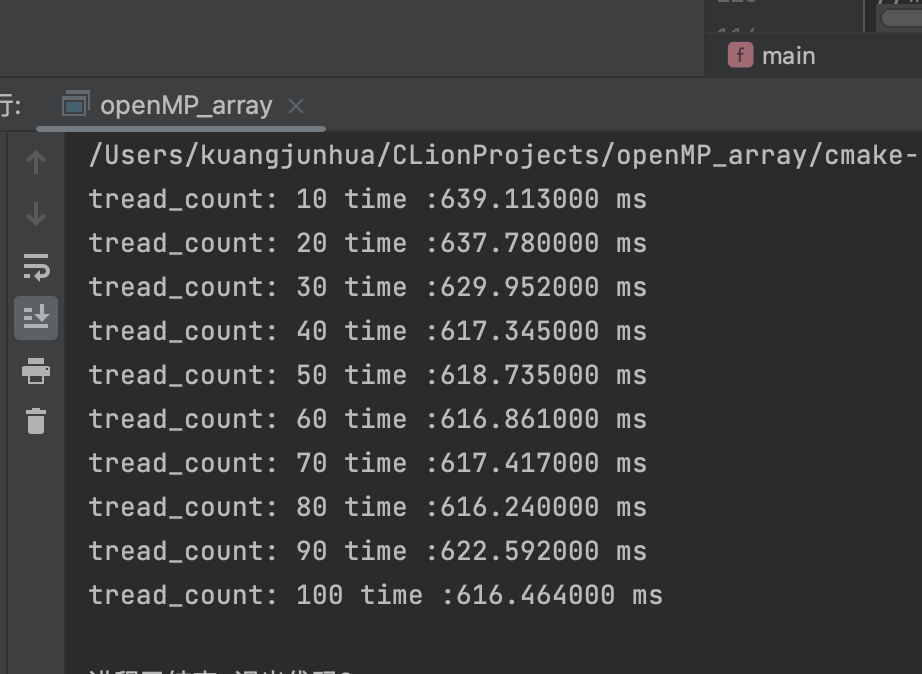 main
行: openMP_array
/Users/kuangjunhua/CLionProjects/openMP_array/cmake-
tread_count: 10 time :639.113000 ms
tread_count: 20 time :637.780000 ms
tread_count: 30 time :629.952000 ms
tread_count: 40 time :617.345000 ms
tread_count: 50 time :618.735000 ms
tread_count: 60 time :616.861000 ms
tread_count: 70 time :617.417000 ms
tread_count: 80 time :616.240000 ms
tread_count: 90 time :622.592000 ms
tread_count: 100 time :616.464000 ms